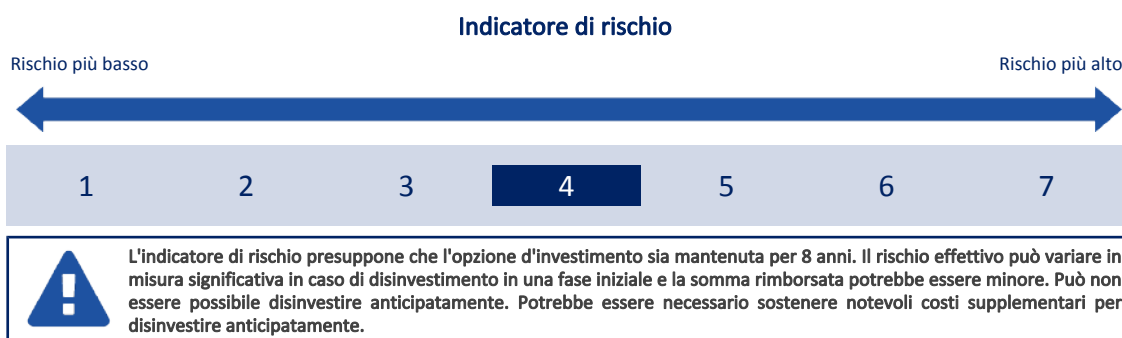 Indicatore di rischio
Rischio più basso
Rischio più alto
1 2 3 4 5 6 7
L'indicatore di rischio presuppone che l'opzione d'investimento sia mantenuta per 8 anni. Il rischio effettivo può variare in
misura significativa in caso di disinvestimento in una fase iniziale e la somma rimborsata potrebbe essere minore. Può non
essere possibile disinvestire anticipatamente. Potrebbe essere necessario sostenere notevoli costi supplementari per
disinvestire anticipatamente.